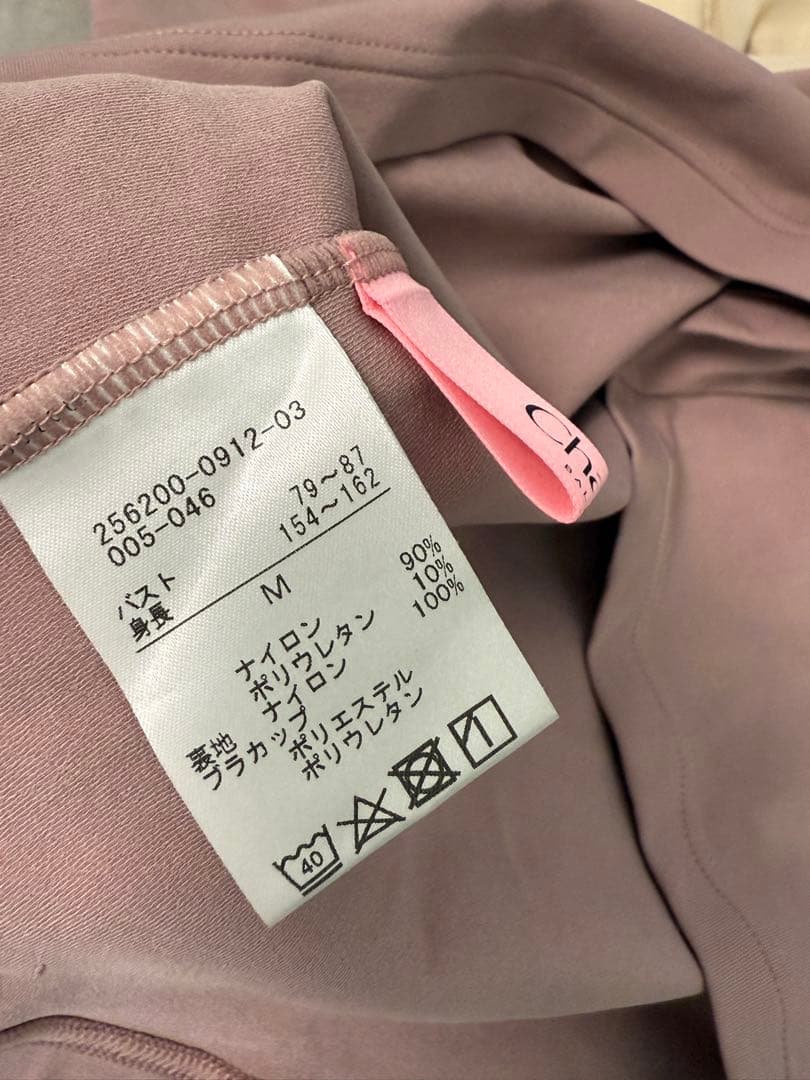 256200-0912-03
005-046
バスト 79～87
身長 154～162
M
ナイロン 90%
ポリウレタン 10%
裏地 ナイロン 100%
ブラカップ
ポリエステル
ポリウレタン
40